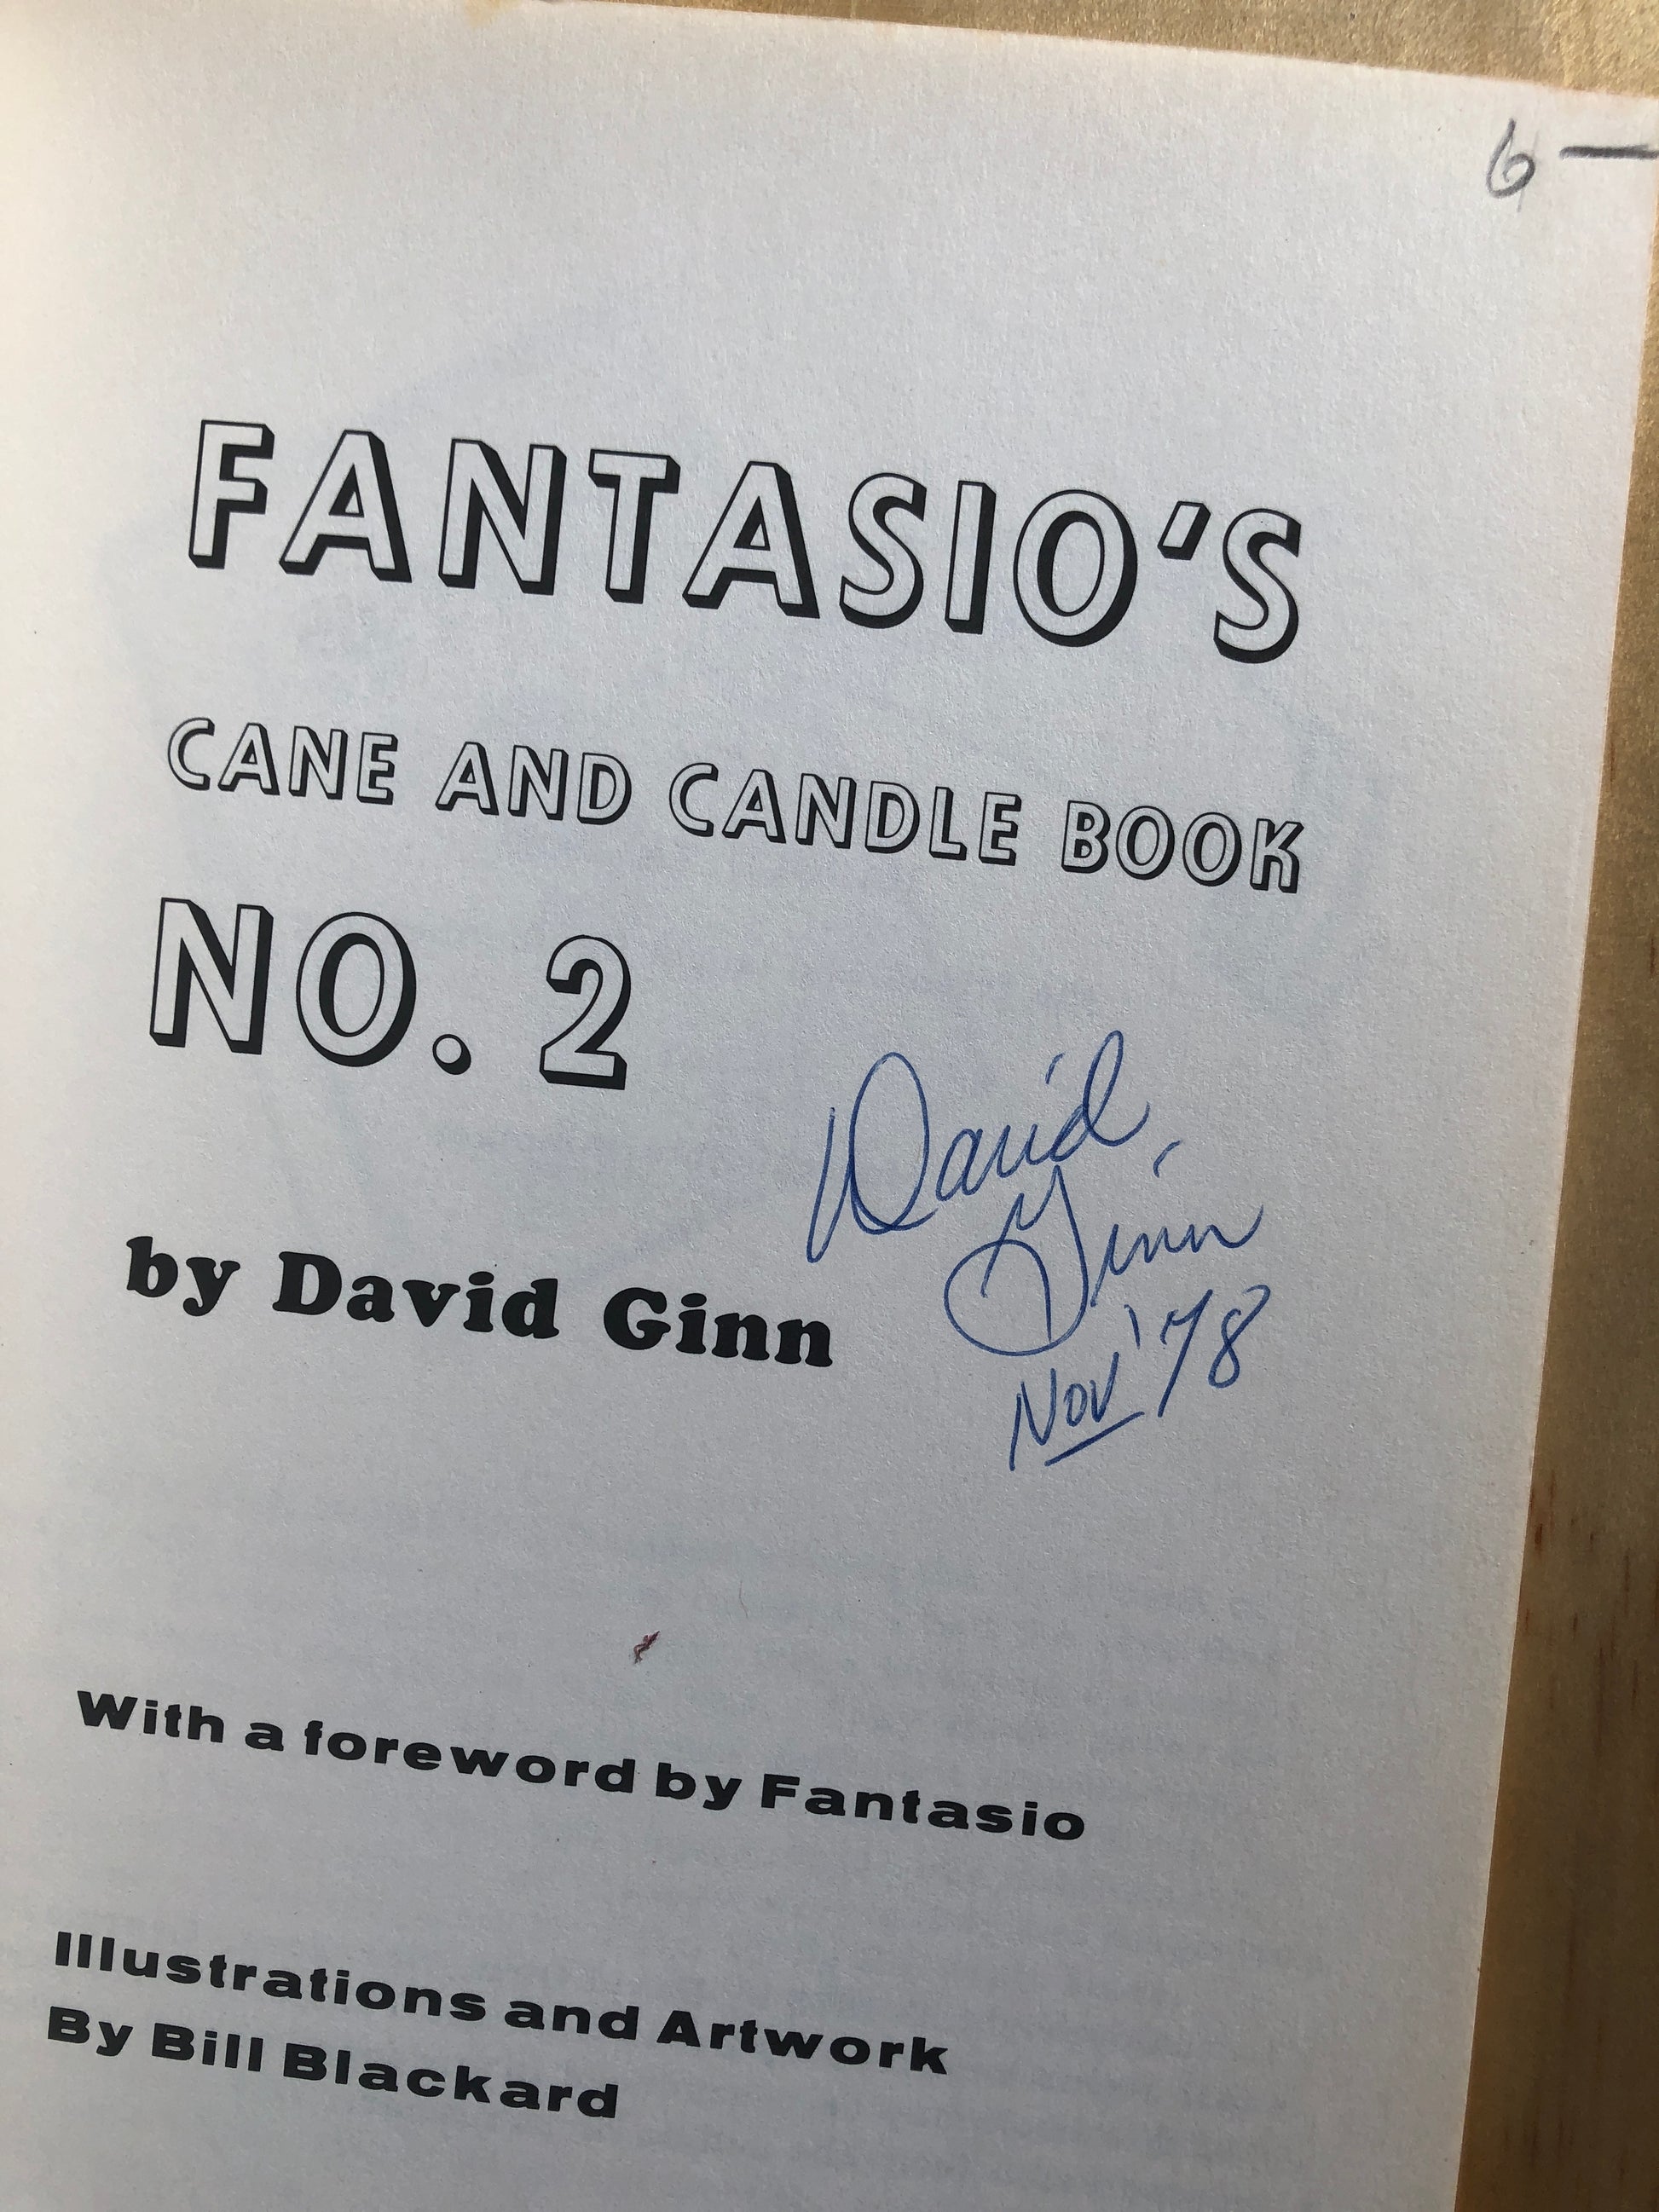 6 —
FANTASIO'S
CANE AND CANDLE BOOK
NO. 2
David
Ginn
Nov '78
by David Ginn
With a foreword by Fantasio
Illustrations and Artwork
By Bill Blackard